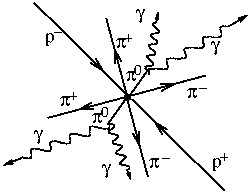 γ
p⁻ π⁺ γ
π⁰
π⁺ π⁻
π⁰
γ
γ π⁻ p⁺